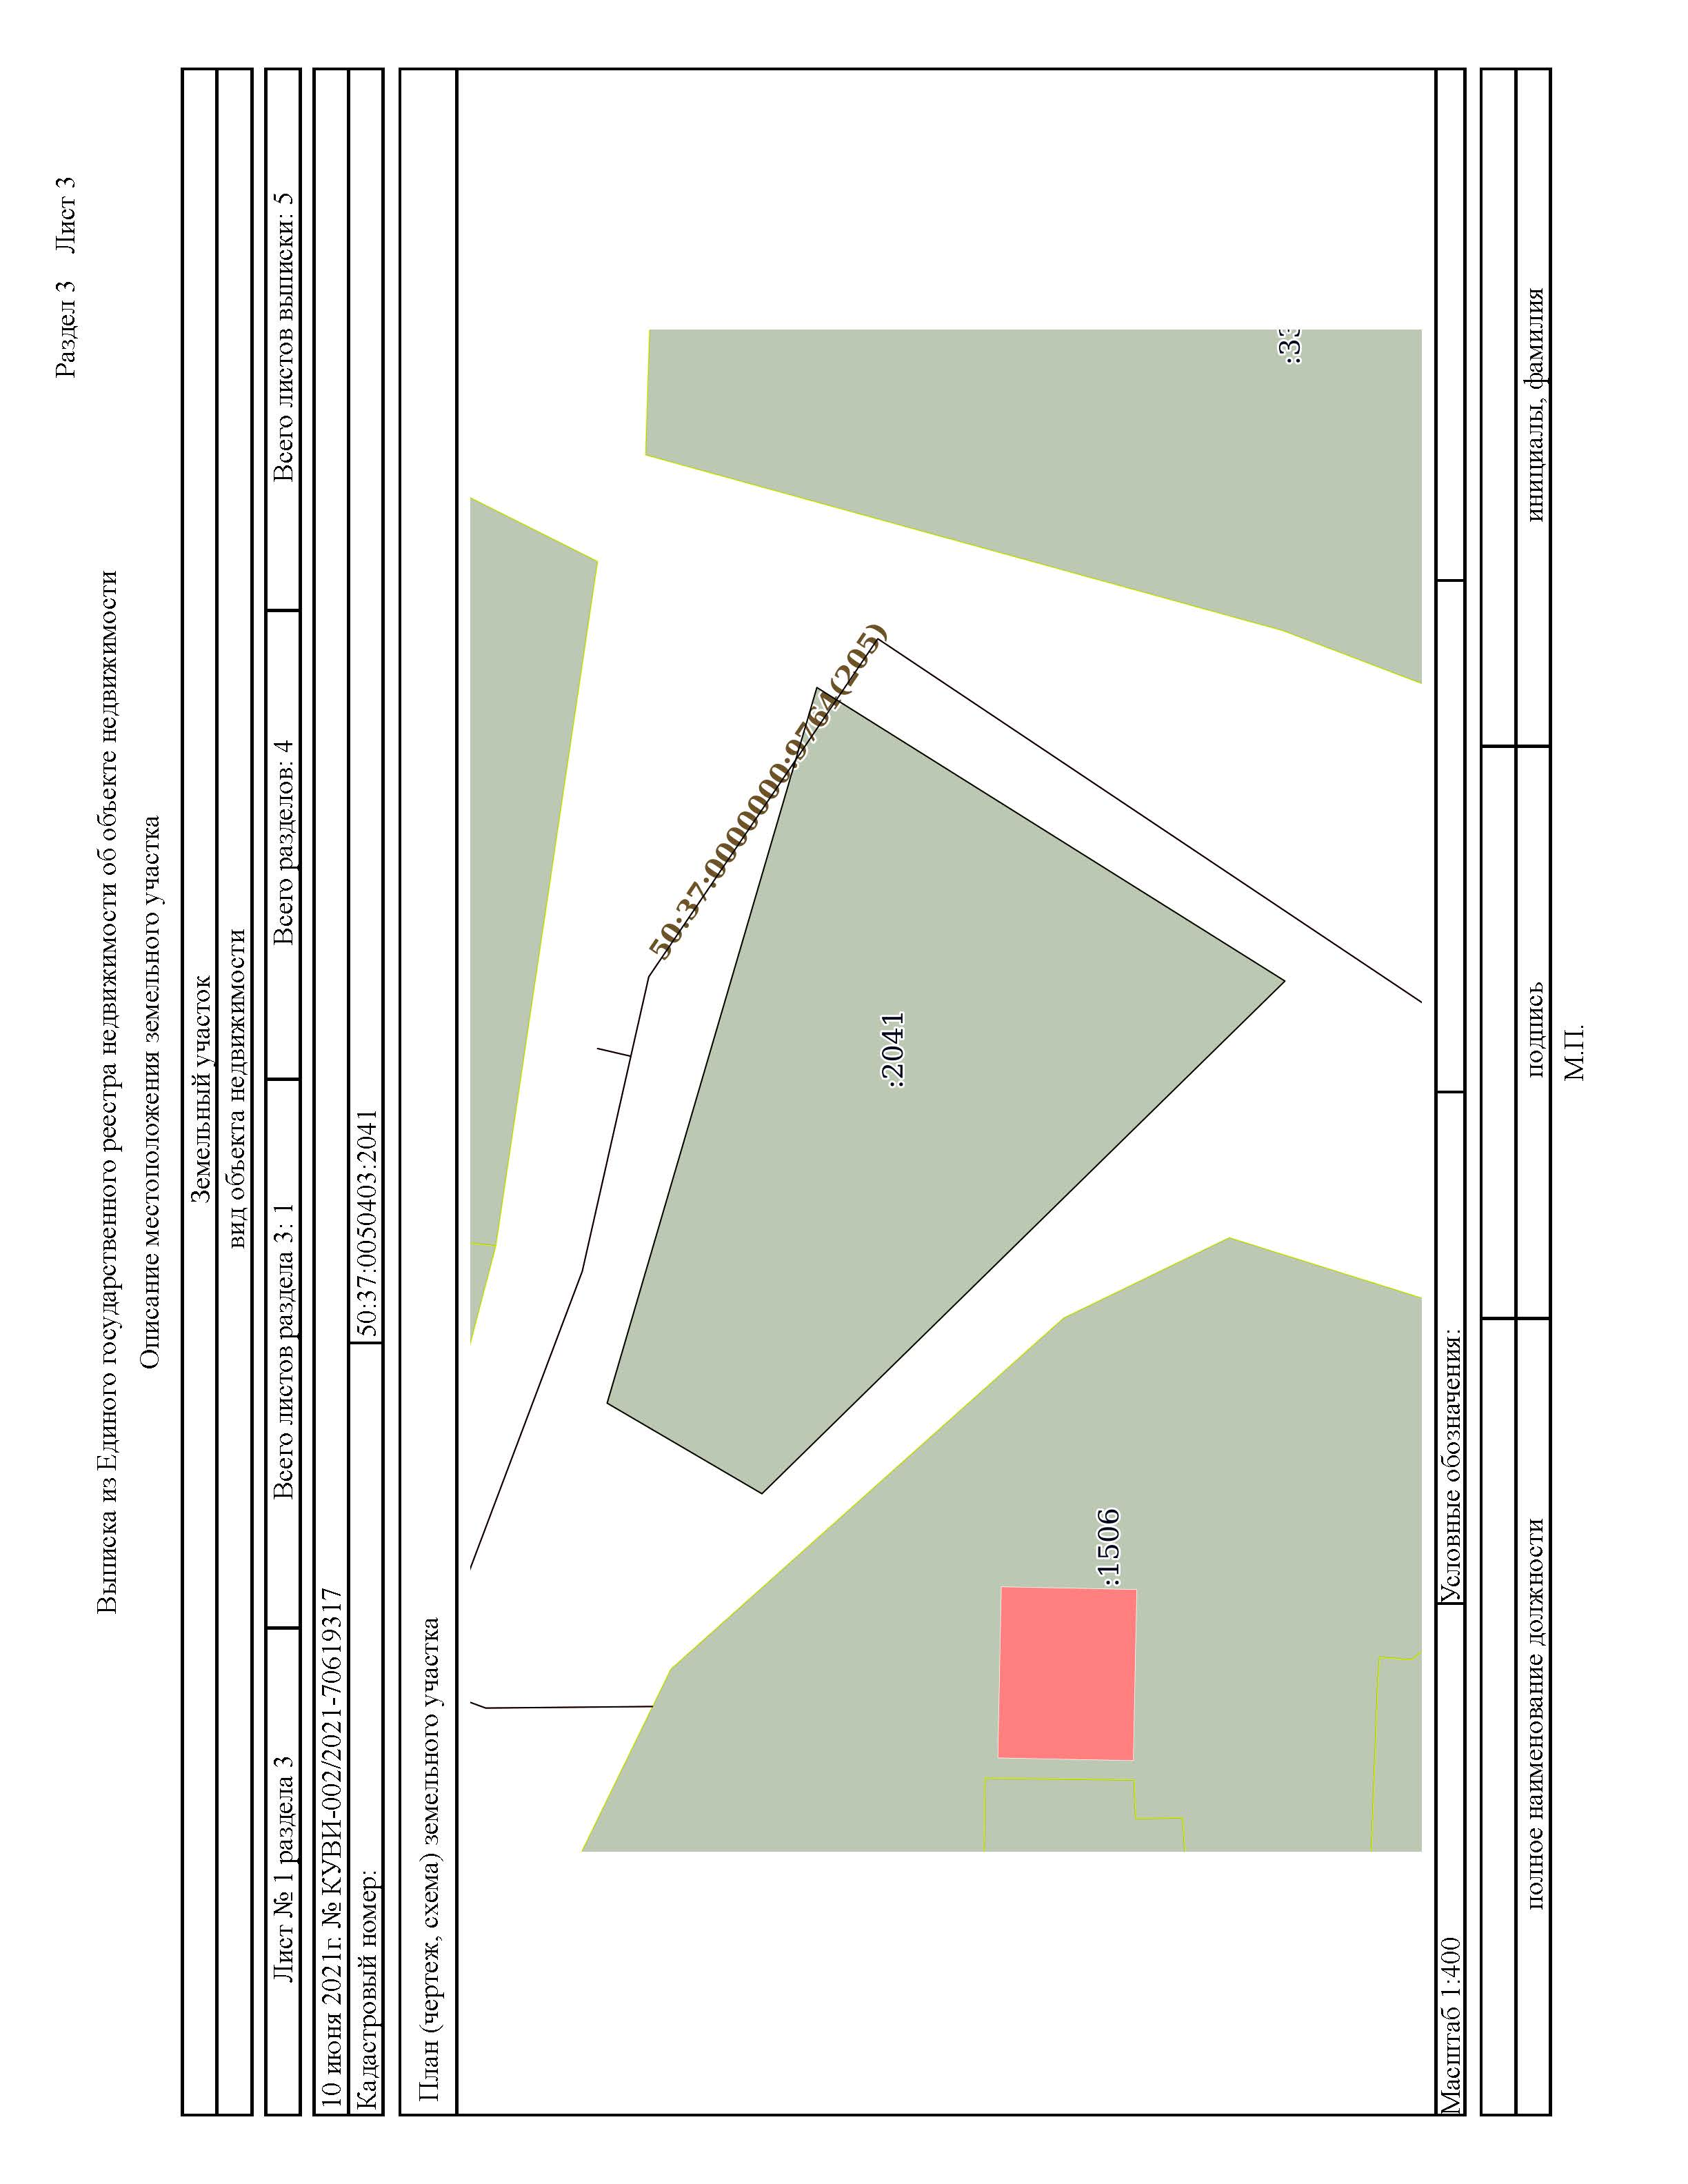 Раздел 3 Лист 3
Выписка из Единого государственного реестра недвижимости об объекте недвижимости
Описание местоположения земельного участка
Земельный участок
вид объекта недвижимости
Лист № 1 раздела 3 Всего листов раздела 3: 1 Всего разделов: 4 Всего листов выписки: 5
10 июня 2021г. № КУВИ-002/2021-70619317
Кадастровый номер: 50:37:0050403:2041
План (чертеж, схема) земельного участка
50:37:0000000:9764(205)
:2041
:1506
:33
Масштаб 1:400 Условные обозначения:
полное наименование должности подпись инициалы, фамилия
М.П.